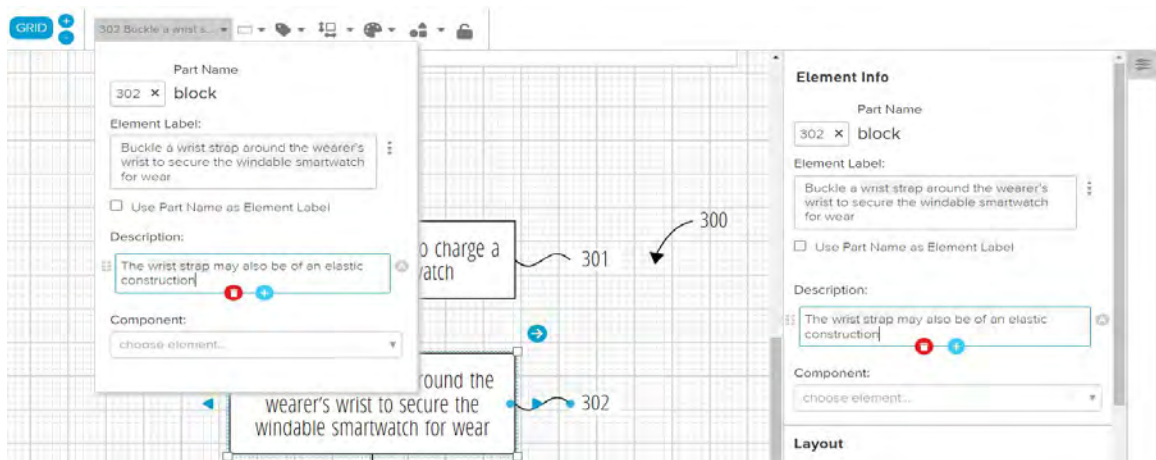 GRID
302 Buckle a wrist s...
Part Name
302 × block
Element Label:
Buckle a wrist strap around the wearer's
wrist to secure the windable smartwatch
for wear
Use Part Name as Element Label
Description:
The wrist strap may also be of an elastic
construction
Component:
choose element...
o charge a
atch
301
300
ound the
wearer's wrist to secure the
windable smartwatch for wear
302
Element Info
Part Name
302 × block
Element Label:
Buckle a wrist strap around the wearer's
wrist to secure the windable smartwatch
for wear
Use Part Name as Element Label
Description:
The wrist strap may also be of an elastic
construction
Component:
choose element...
Layout